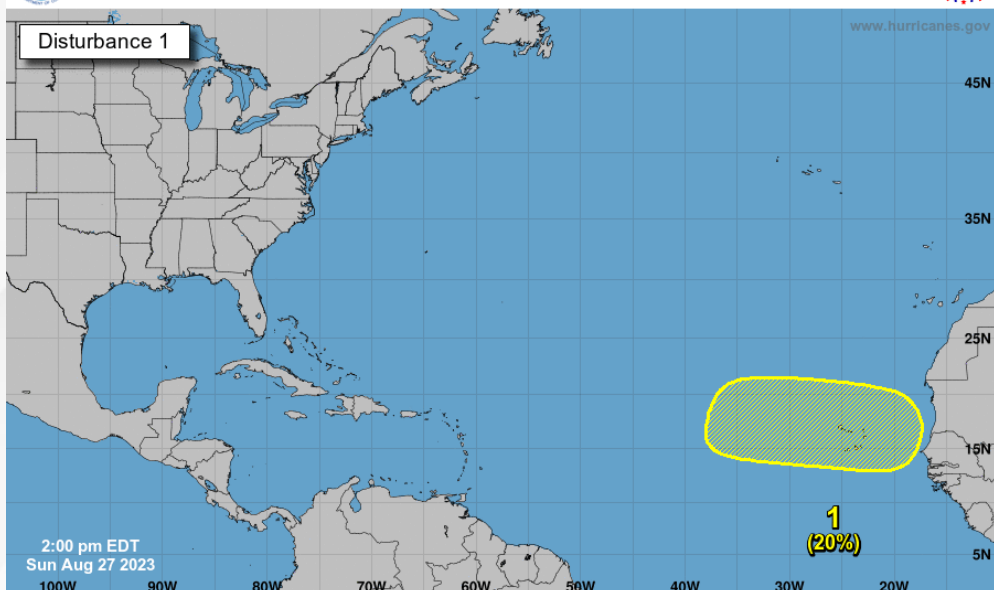 www.hurricanes.gov
Disturbance 1
45N
35N
25N
15N
1
(20%)
2:00 pm EDT
Sun Aug 27 2023
5N
100W 90W 80W 70W 60W 50W 40W 30W 20W